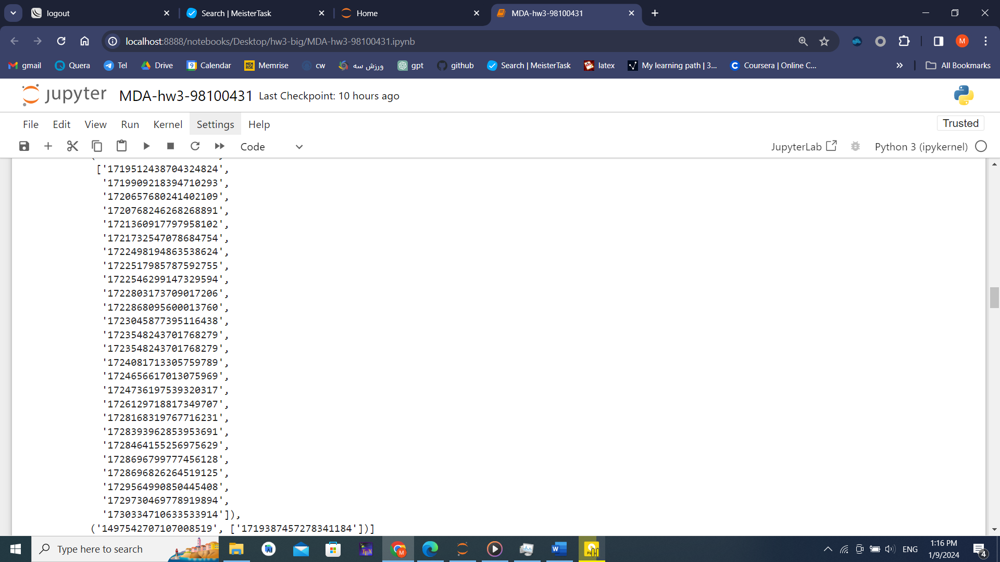 logout
Search | MeisterTask
Home
MDA-hw3-98100431
localhost:8888/notebooks/Desktop/hw3-big/MDA-hw3-98100431.ipynb
M
gmail Quera Tel Drive Calendar Memrise cw ورزش سه gpt github Search | MeisterTask latex My learning path | 3... Coursera | Online C... » All Bookmarks
jupyter MDA-hw3-98100431 Last Checkpoint: 10 hours ago
File Edit View Run Kernel Settings Help Trusted
Code JupyterLab Python 3 (ipykernel)
['1719512438704324824',
'1719909218394710293',
'1720657680241402109',
'1720768246268268891',
'1721360917797958102',
'1721732547078684754',
'1722498194863538624',
'1722517985787592755',
'1722546299147329594',
'1722803173709017206',
'1722868095600013760',
'1723045877395116438',
'1723548243701768279',
'1723548243701768279',
'1724081713305759789',
'1724656617013075969',
'1724736197539320317',
'1726129718817349707',
'1728168319767716231',
'1728393962853953691',
'1728464155256975629',
'1728696799777456128',
'1728696826264519125',
'1729564990850445408',
'1729730469778919894',
'1730334710633533914']),
('1497542707107008519', ['1719387457278341184'])]
Type here to search
ENG
1:16 PM
1/9/2024
4